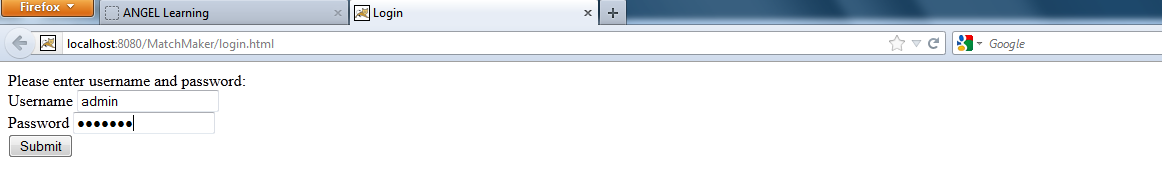 Firefox
ANGEL Learning
Login
localhost:8080/MatchMaker/login.html
Google
Please enter username and password:
Username admin
Password •••••••
Submit